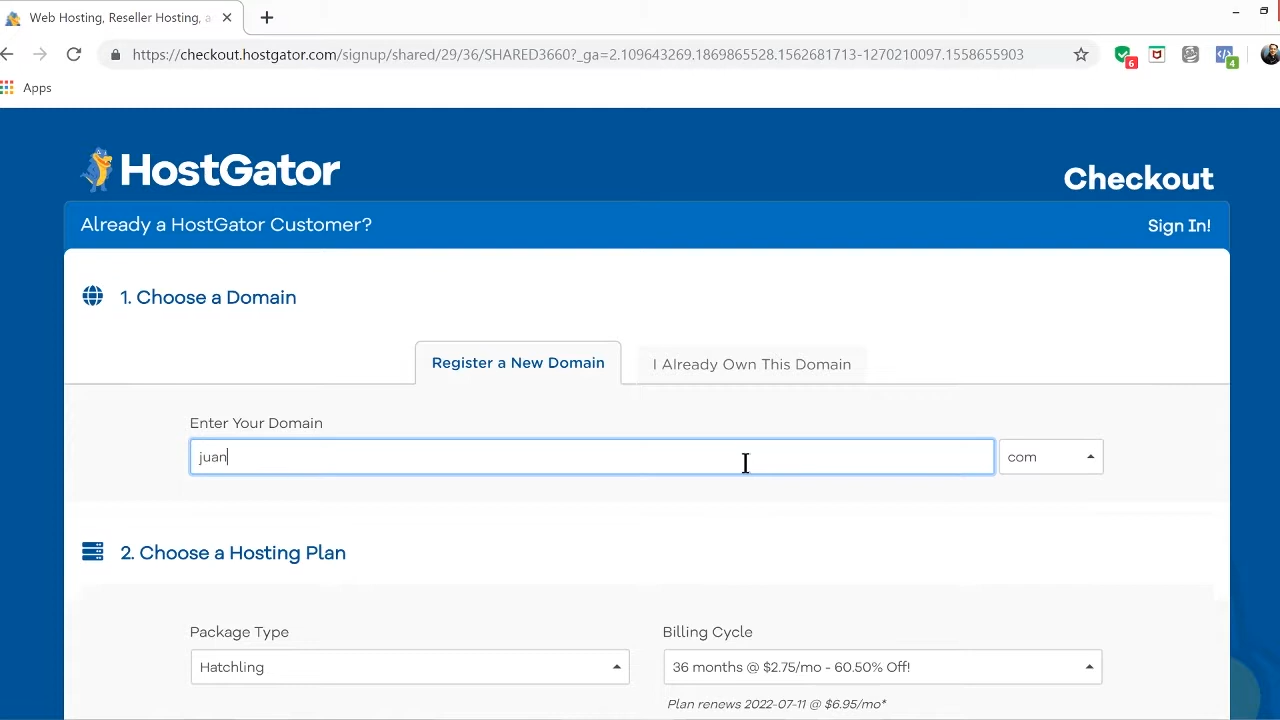 Web Hosting, Reseller Hosting, a
https://checkout.hostgator.com/signup/shared/29/36/SHARED3660?_ga=2.109643269.1869865528.1562681713-1270210097.1558655903
6
4
Apps
HostGator
Checkout
Already a HostGator Customer?
Sign In!
1. Choose a Domain
Register a New Domain
I Already Own This Domain
Enter Your Domain
juan
com
2. Choose a Hosting Plan
Package Type
Billing Cycle
Hatchling
36 months @ $2.75/mo - 60.50% Off!
Plan renews 2022-07-11 @ $6.95/mo*